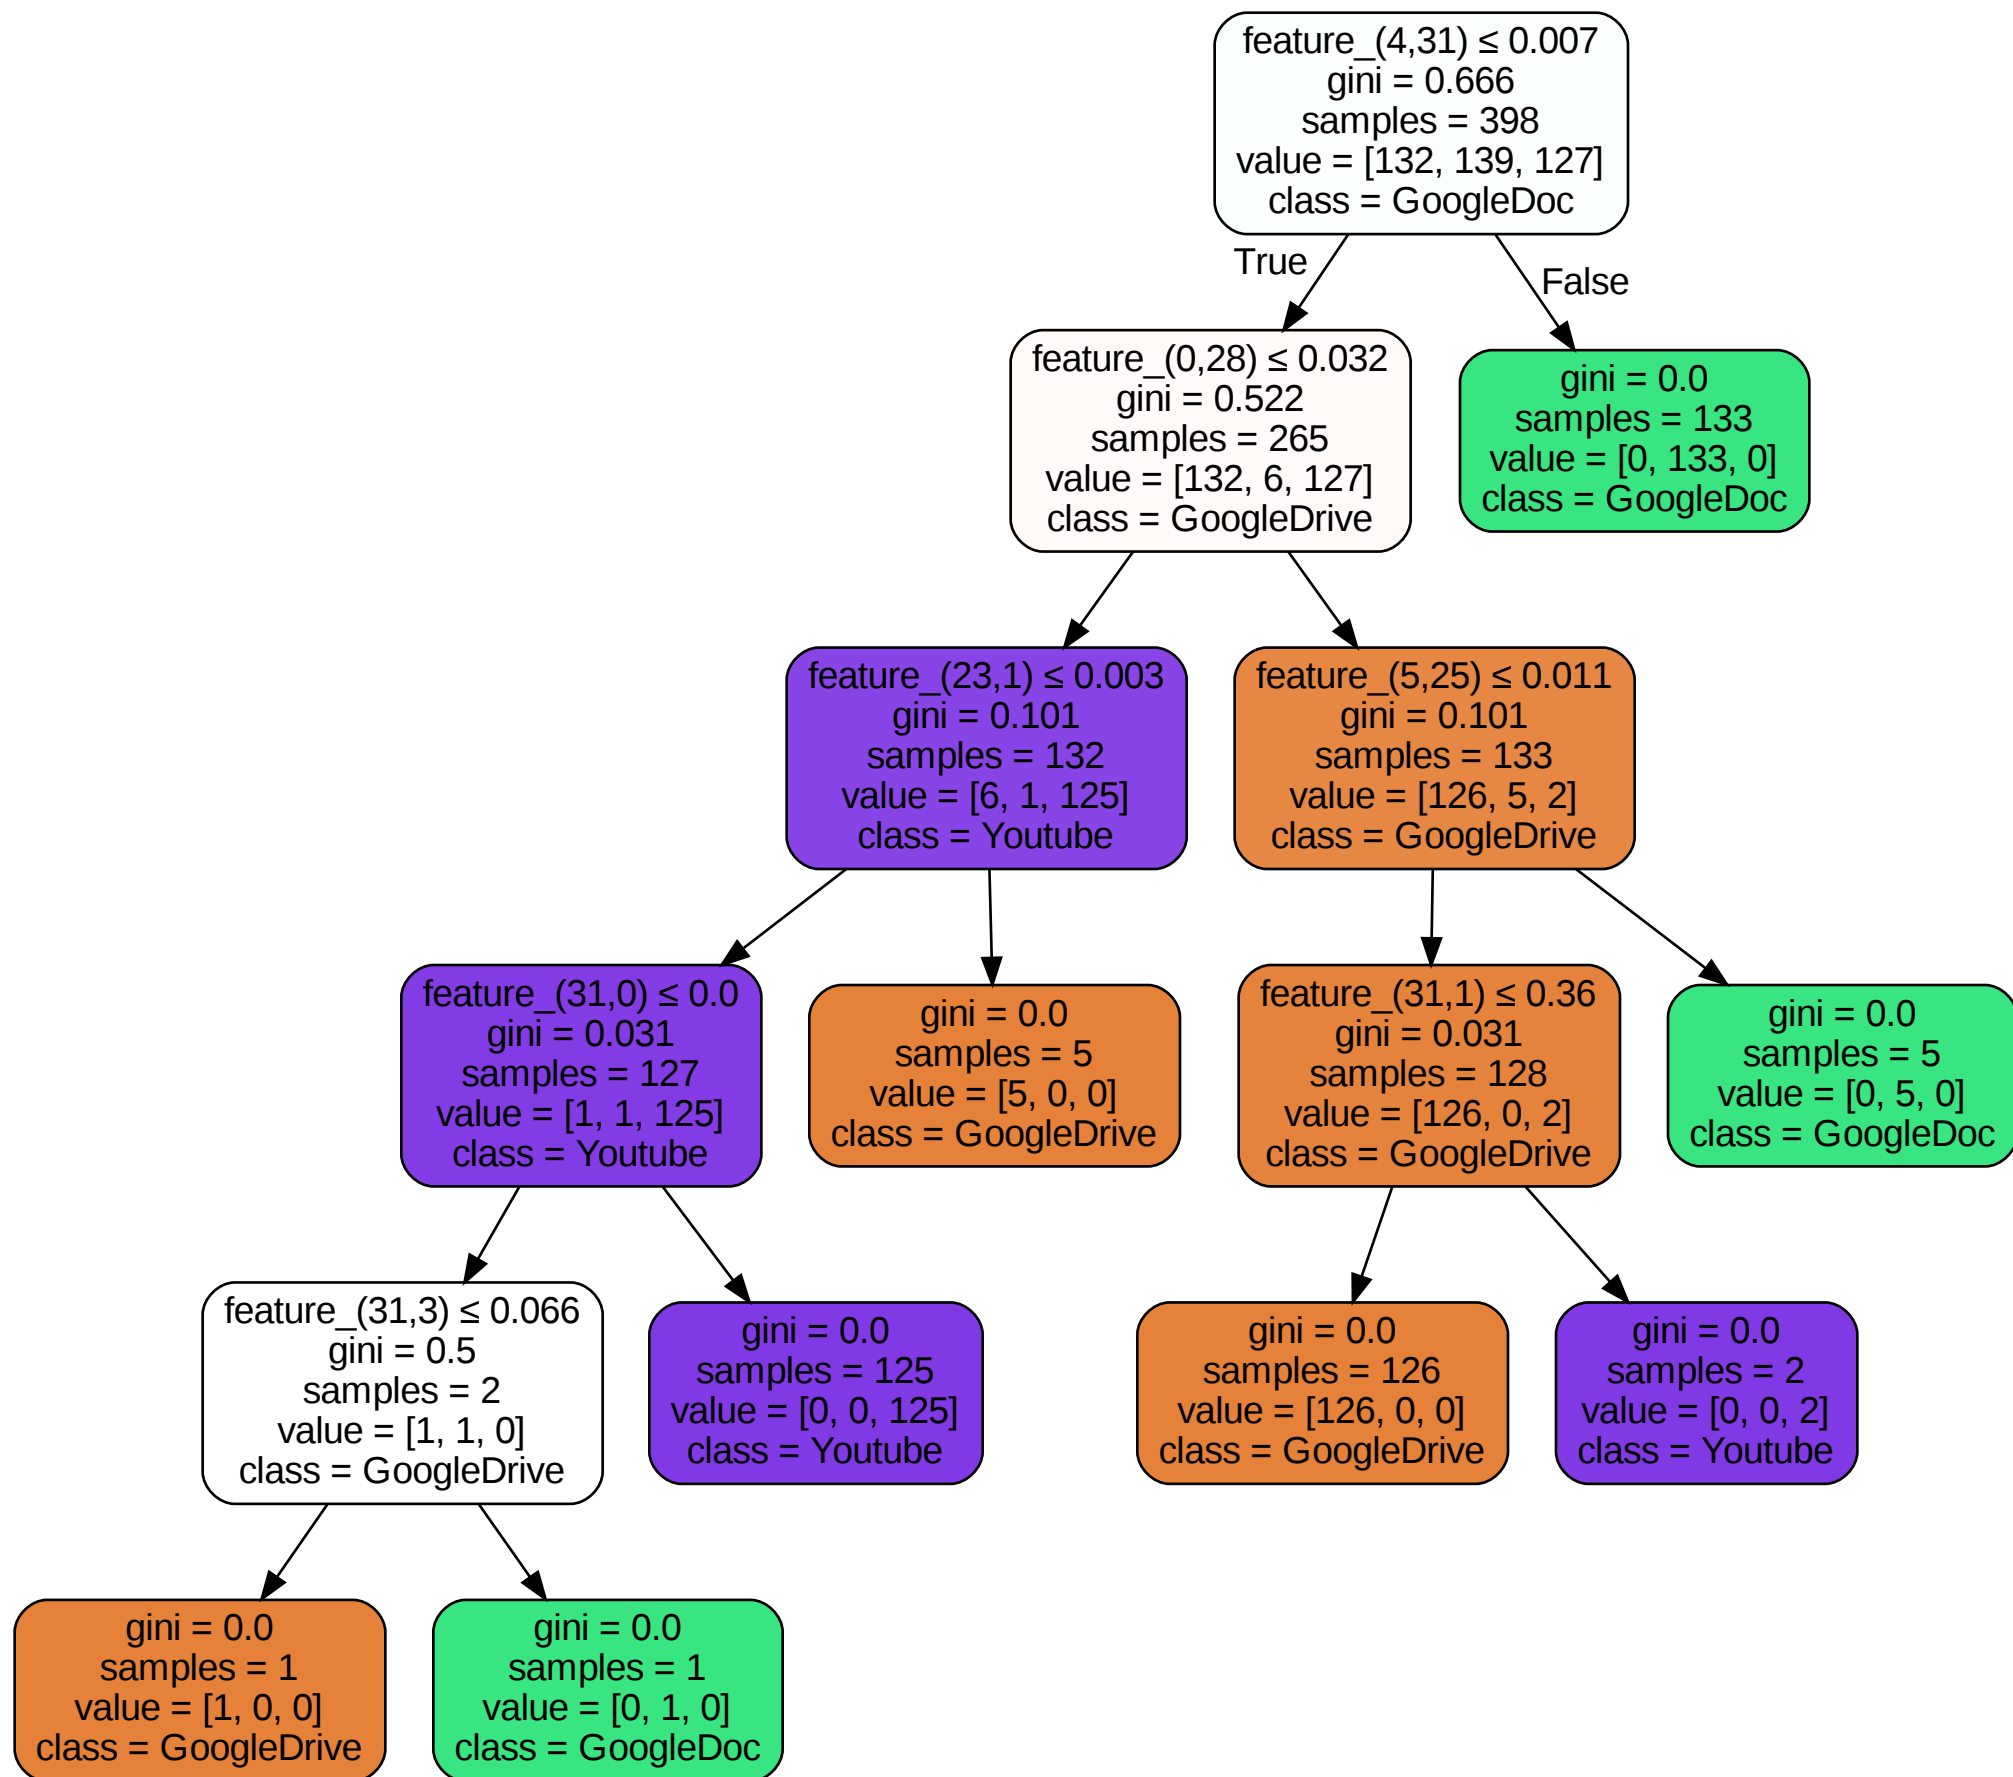 feature_(4,31) ≤ 0.007
gini = 0.666
samples = 398
value = [132, 139, 127]
class = GoogleDoc
True
False
feature_(0,28) ≤ 0.032
gini = 0.522
samples = 265
value = [132, 6, 127]
class = GoogleDrive
gini = 0.0
samples = 133
value = [0, 133, 0]
class = GoogleDoc
feature_(23,1) ≤ 0.003
gini = 0.101
samples = 132
value = [6, 1, 125]
class = Youtube
feature_(5,25) ≤ 0.011
gini = 0.101
samples = 133
value = [126, 5, 2]
class = GoogleDrive
feature_(31,0) ≤ 0.0
gini = 0.031
samples = 127
value = [1, 1, 125]
class = Youtube
gini = 0.0
samples = 5
value = [5, 0, 0]
class = GoogleDrive
feature_(31,1) ≤ 0.36
gini = 0.031
samples = 128
value = [126, 0, 2]
class = GoogleDrive
gini = 0.0
samples = 5
value = [0, 5, 0]
class = GoogleDoc
feature_(31,3) ≤ 0.066
gini = 0.5
samples = 2
value = [1, 1, 0]
class = GoogleDrive
gini = 0.0
samples = 125
value = [0, 0, 125]
class = Youtube
gini = 0.0
samples = 126
value = [126, 0, 0]
class = GoogleDrive
gini = 0.0
samples = 2
value = [0, 0, 2]
class = Youtube
gini = 0.0
samples = 1
value = [1, 0, 0]
class = GoogleDrive
gini = 0.0
samples = 1
value = [0, 1, 0]
class = GoogleDoc